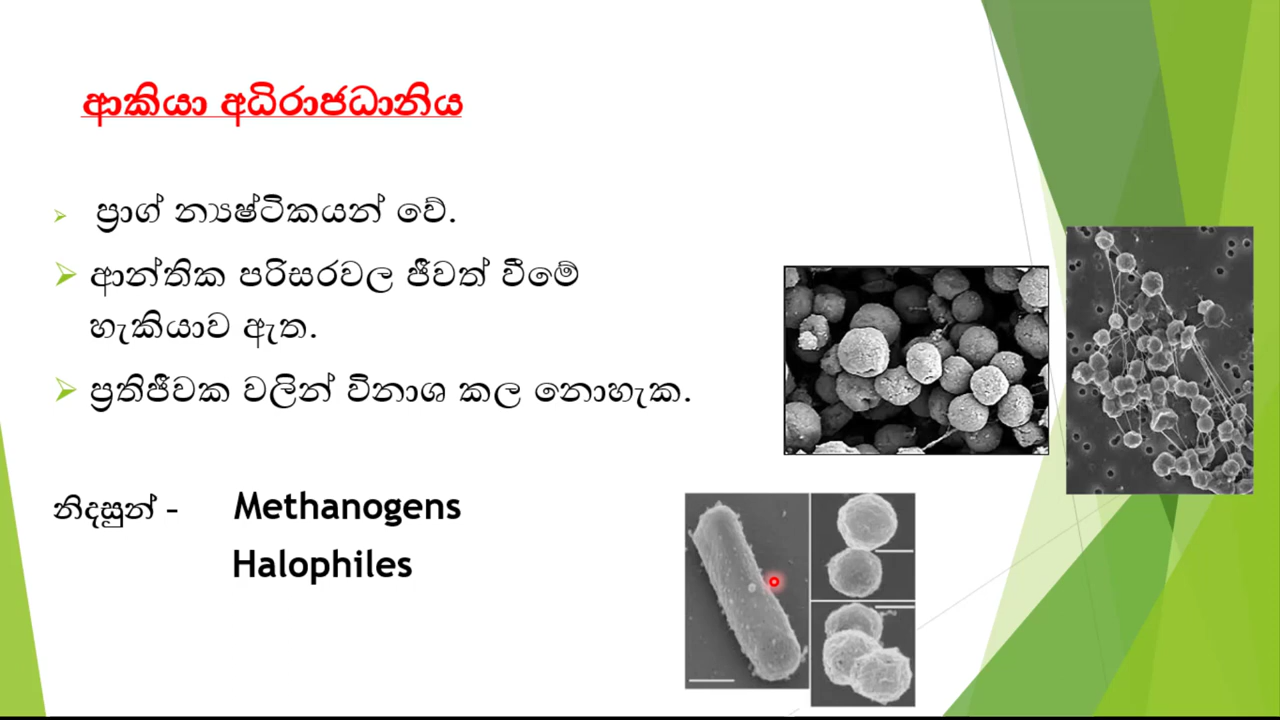 ආකියා අධිරාජධානිය
ප්‍රාග් න්‍යෂ්ටිකයන් වේ.
ආන්තික පරිසරවල ජීවත් වීමේ
හැකියාව ඇත.
ප්‍රතිජීවක වලින් විනාශ කල නොහැක.
නිදසුන් - Methanogens
Halophiles